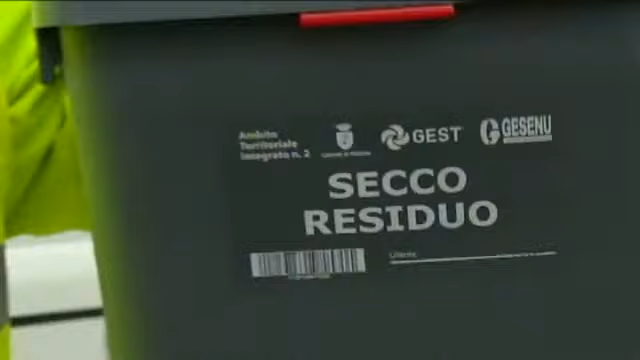 Ambito
Territoriale
Integrato n. 2
GEST
GESENU
SECCO
RESIDUO
Utente